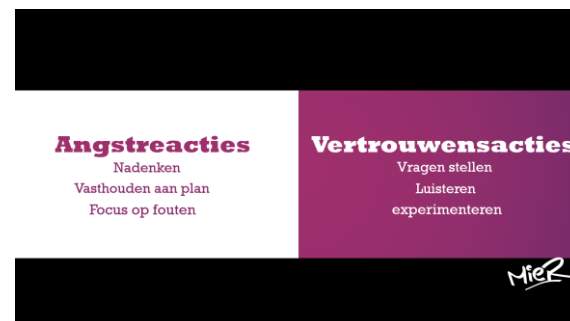 Angstreacties
Nadenken
Vasthouden aan plan
Focus op fouten
Vertrouwensacties
Vragen stellen
Luisteren
experimenteren
MieR